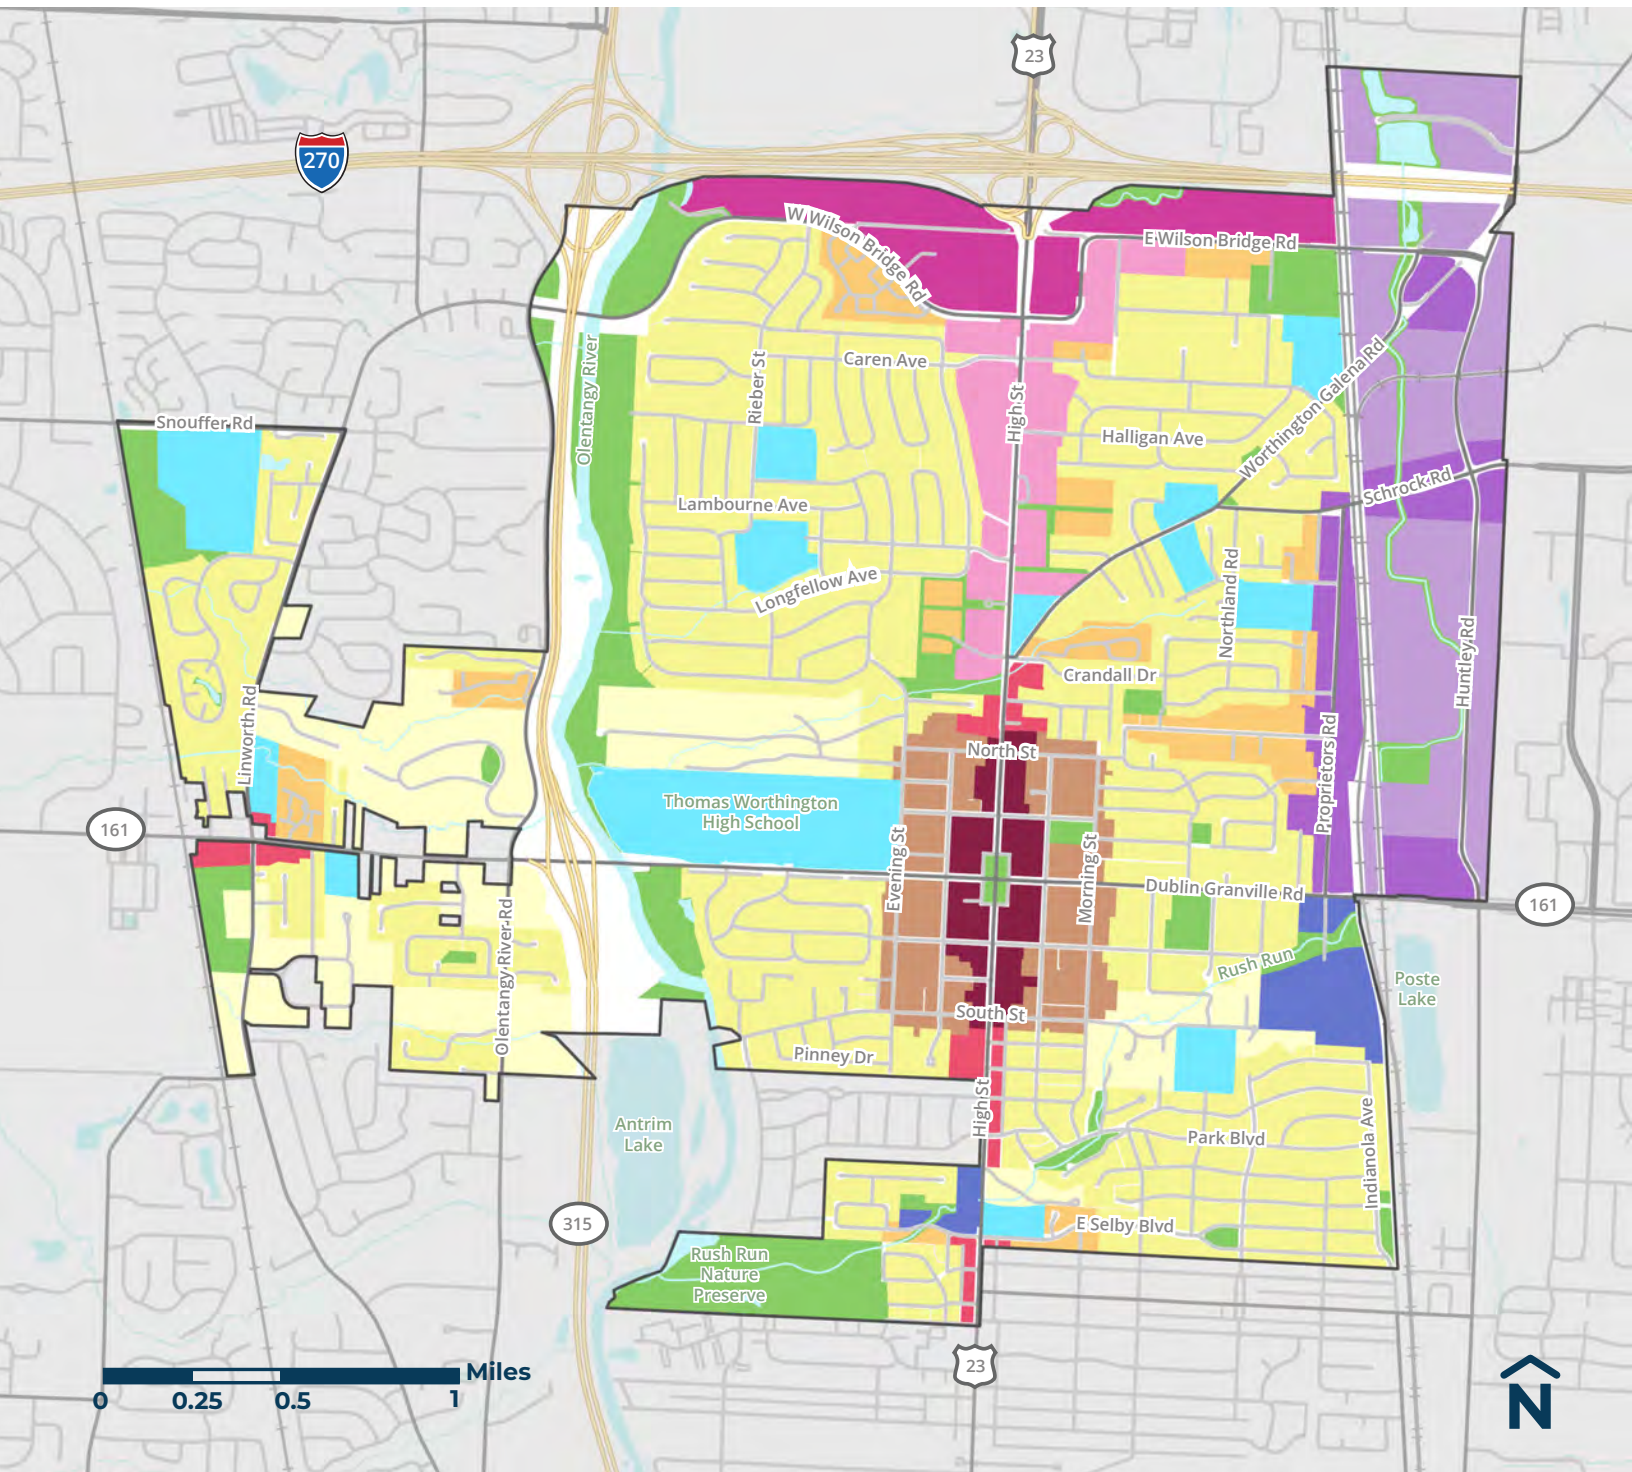 23
270
W Wilson Bridge Rd
E Wilson Bridge Rd
Olentangy River
Rieber St
Caren Ave
High St
Worthington Galena Rd
Snouffer Rd
Halligan Ave
Lambourne Ave
Schrock Rd
Longfellow Ave
Northland Rd
Huntley Rd
Crandall Dr
Linworth Rd
North St
Proprietors Rd
Thomas Worthington
High School
161
Evening St
Morning St
Dublin Granville Rd
161
Olentangy River Rd
Rush Run
Poste
Lake
South St
Pinney Dr
High St
Antrim
Lake
Park Blvd
Indianola Ave
315
E Selby Blvd
Rush Run
Nature
Preserve
23
Miles
0 0.25 0.5 1
N